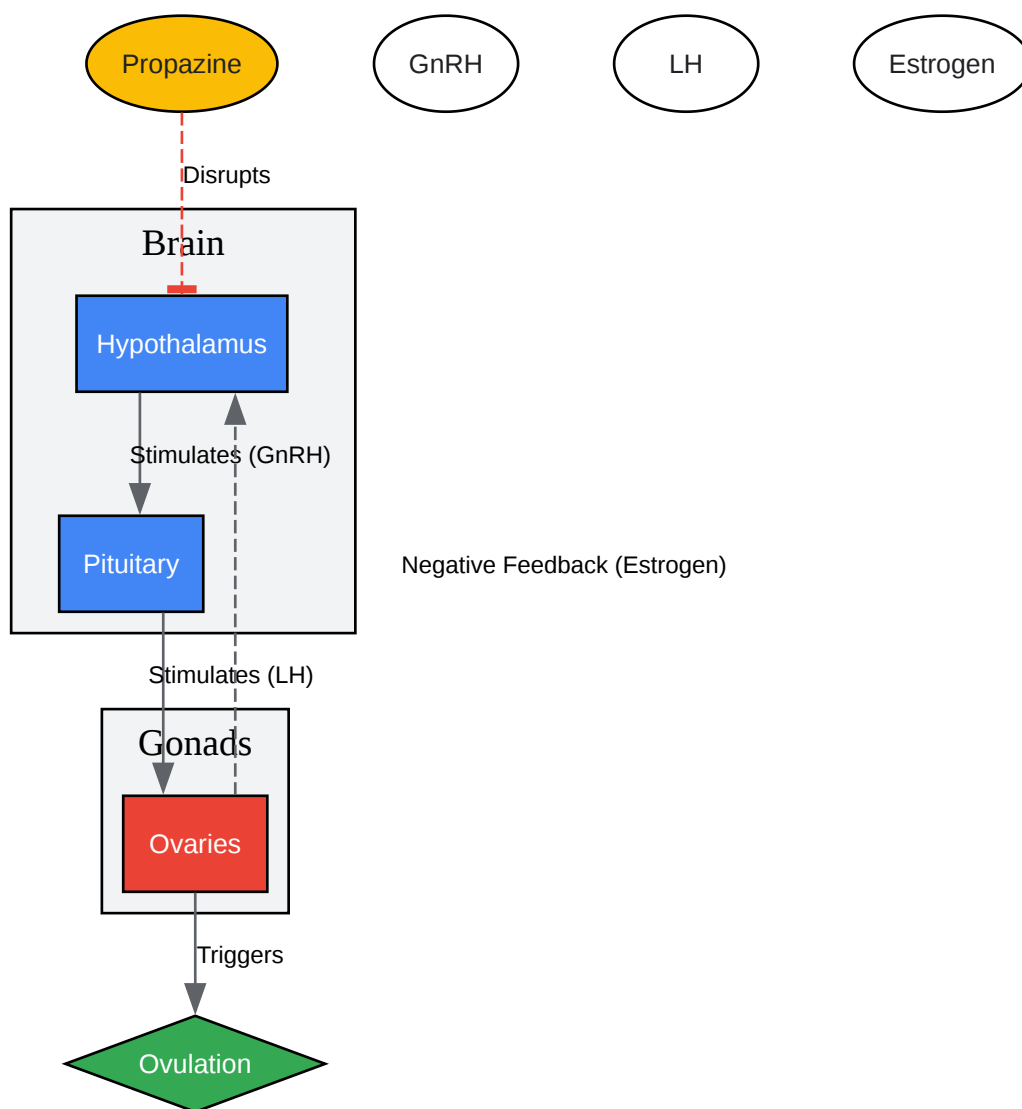 Propazine
GnRH
LH
Estrogen
Disrupts
Brain
Hypothalamus
Stimulates (GnRH)
Pituitary
Negative Feedback (Estrogen)
Stimulates (LH)
Gonads
Ovaries
Triggers
Ovulation